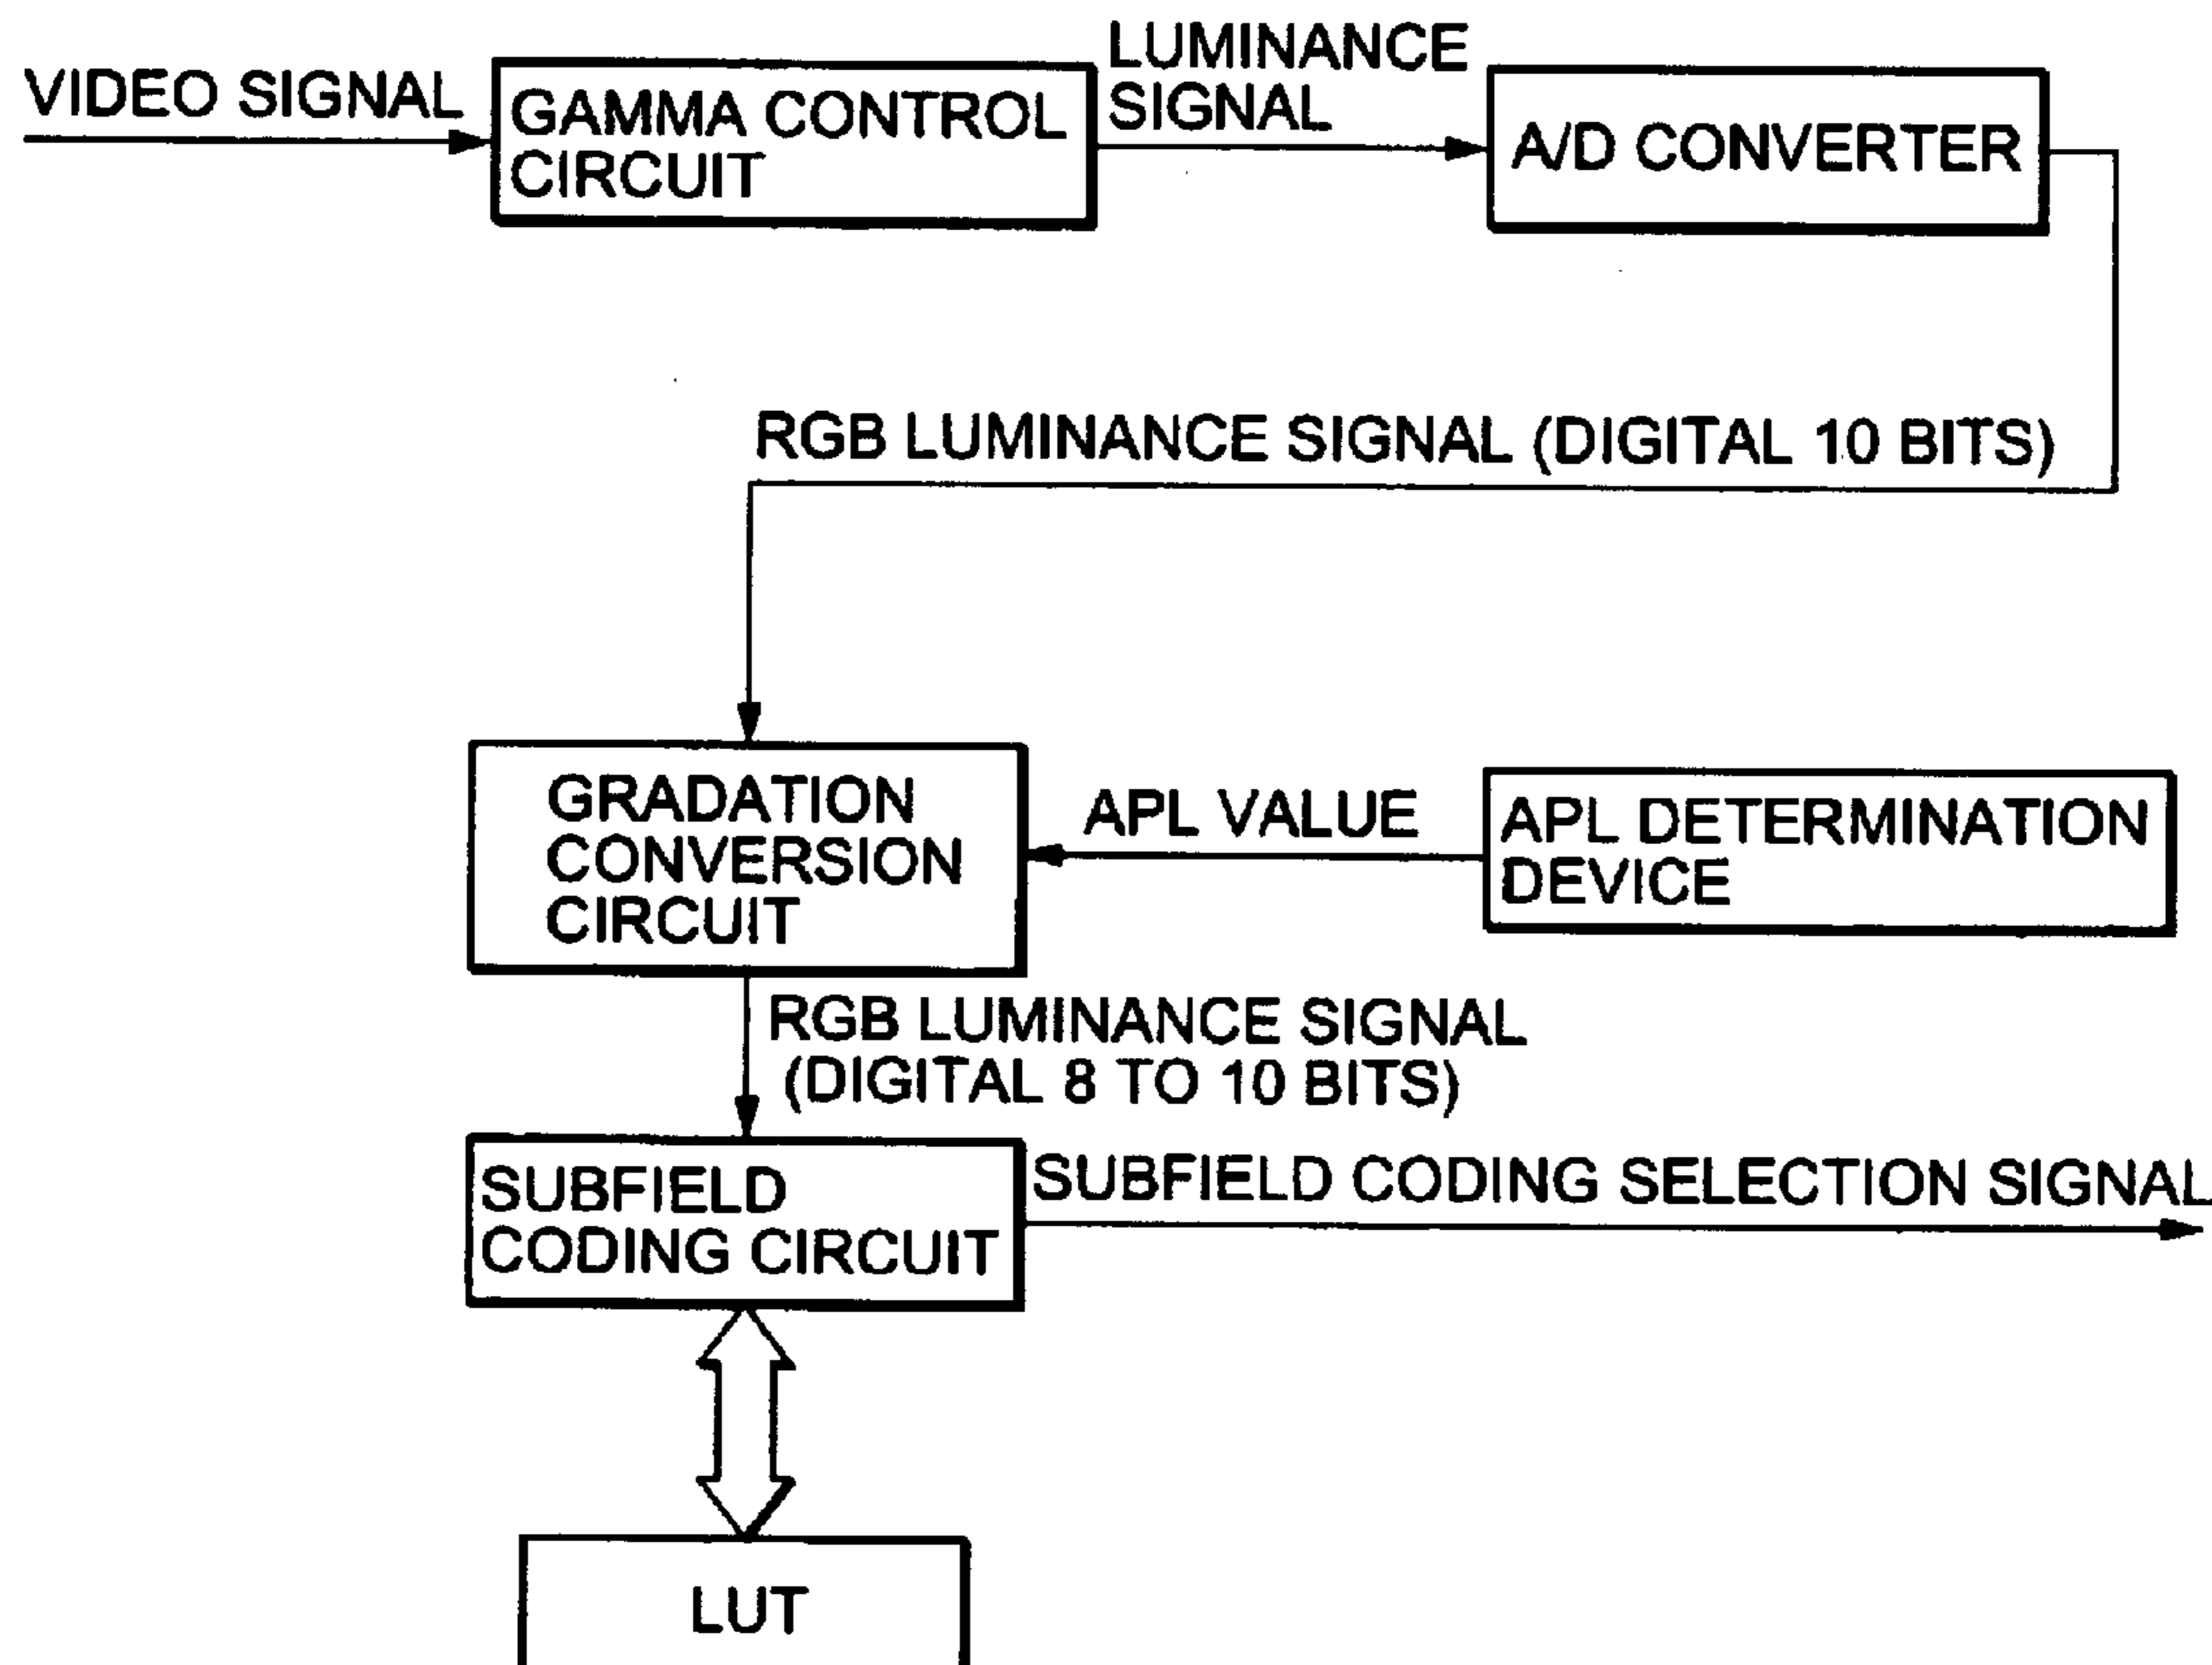 VIDEO SIGNAL
GAMMA CONTROL
CIRCUIT
LUMINANCE
SIGNAL
A/D CONVERTER
RGB LUMINANCE SIGNAL (DIGITAL 10 BITS)
GRADATION
CONVERSION
CIRCUIT
APL VALUE
APL DETERMINATION
DEVICE
RGB LUMINANCE SIGNAL
(DIGITAL 8 TO 10 BITS)
SUBFIELD
CODING CIRCUIT
SUBFIELD CODING SELECTION SIGNAL
LUT